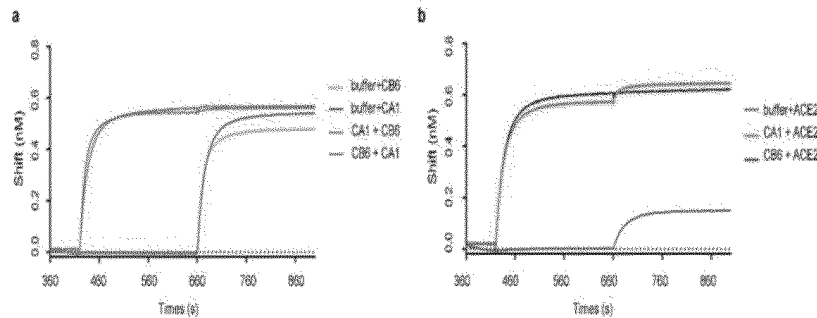 a
Shift (nM)
0.8
0.6
0.4
0.2
0.0
360
460
560
660
760
860
Times (s)
buffer+CB6
buffer+CA1
CA1 + CB6
CB6 + CA1
b
Shift (nM)
0.8
0.6
0.4
0.2
0.0
360
460
560
660
760
860
Times (s)
buffer+ACE2
CA1 + ACE2
CB6 + ACE2